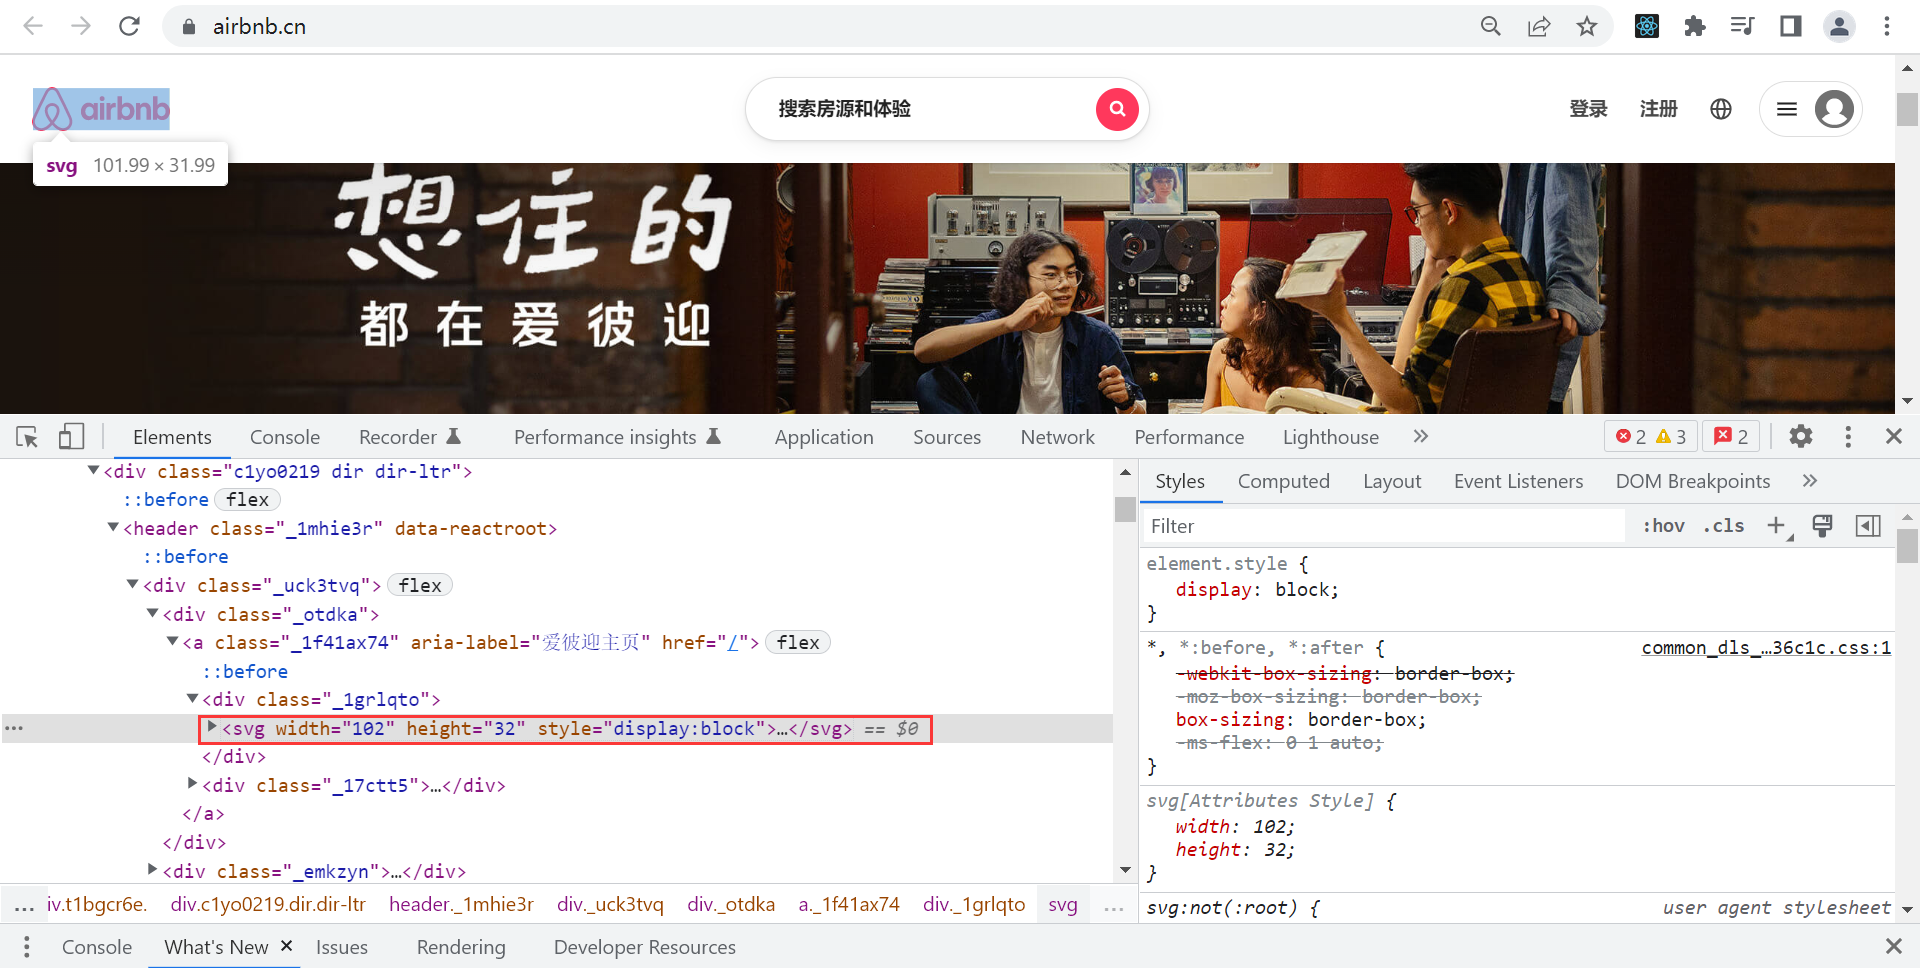 airbnb.cn
airbnb
搜索房源和体验
登录
注册
svg 101.99 × 31.99
想住的
都在爱彼迎
Elements Console Recorder Performance insights Application Sources Network Performance Lighthouse » 2 3 2
<div class="c1yo0219 dir dir-ltr">
::before flex
<header class="_1mhie3r" data-reactroot>
::before
<div class="_uck3tvq"> flex
<div class="_otdka">
<a class="_1f41ax74" aria-label="爱彼迎主页" href="/"> flex
::before
<div class="_1grlqto">
… <svg width="102" height="32" style="display:block">…</svg> == $0
</div>
<div class="_17ctt5">…</div>
</a>
</div>
<div class="_emkzyn">…</div>
… iv.t1bgcr6e. div.c1yo0219.dir.dir-ltr header._1mhie3r div._uck3tvq div._otdka a._1f41ax74 div._1grlqto svg …
Styles Computed Layout Event Listeners DOM Breakpoints »
Filter :hov .cls +
element.style {
display: block;
}
*, *:before, *:after { common_dls_…36c1c.css:1
-webkit-box-sizing: border-box;
-moz-box-sizing: border-box;
box-sizing: border-box;
-ms-flex: 0 1 auto;
}
svg[Attributes Style] {
width: 102;
height: 32;
}
svg:not(:root) { user agent stylesheet
Console What's New × Issues Rendering Developer Resources